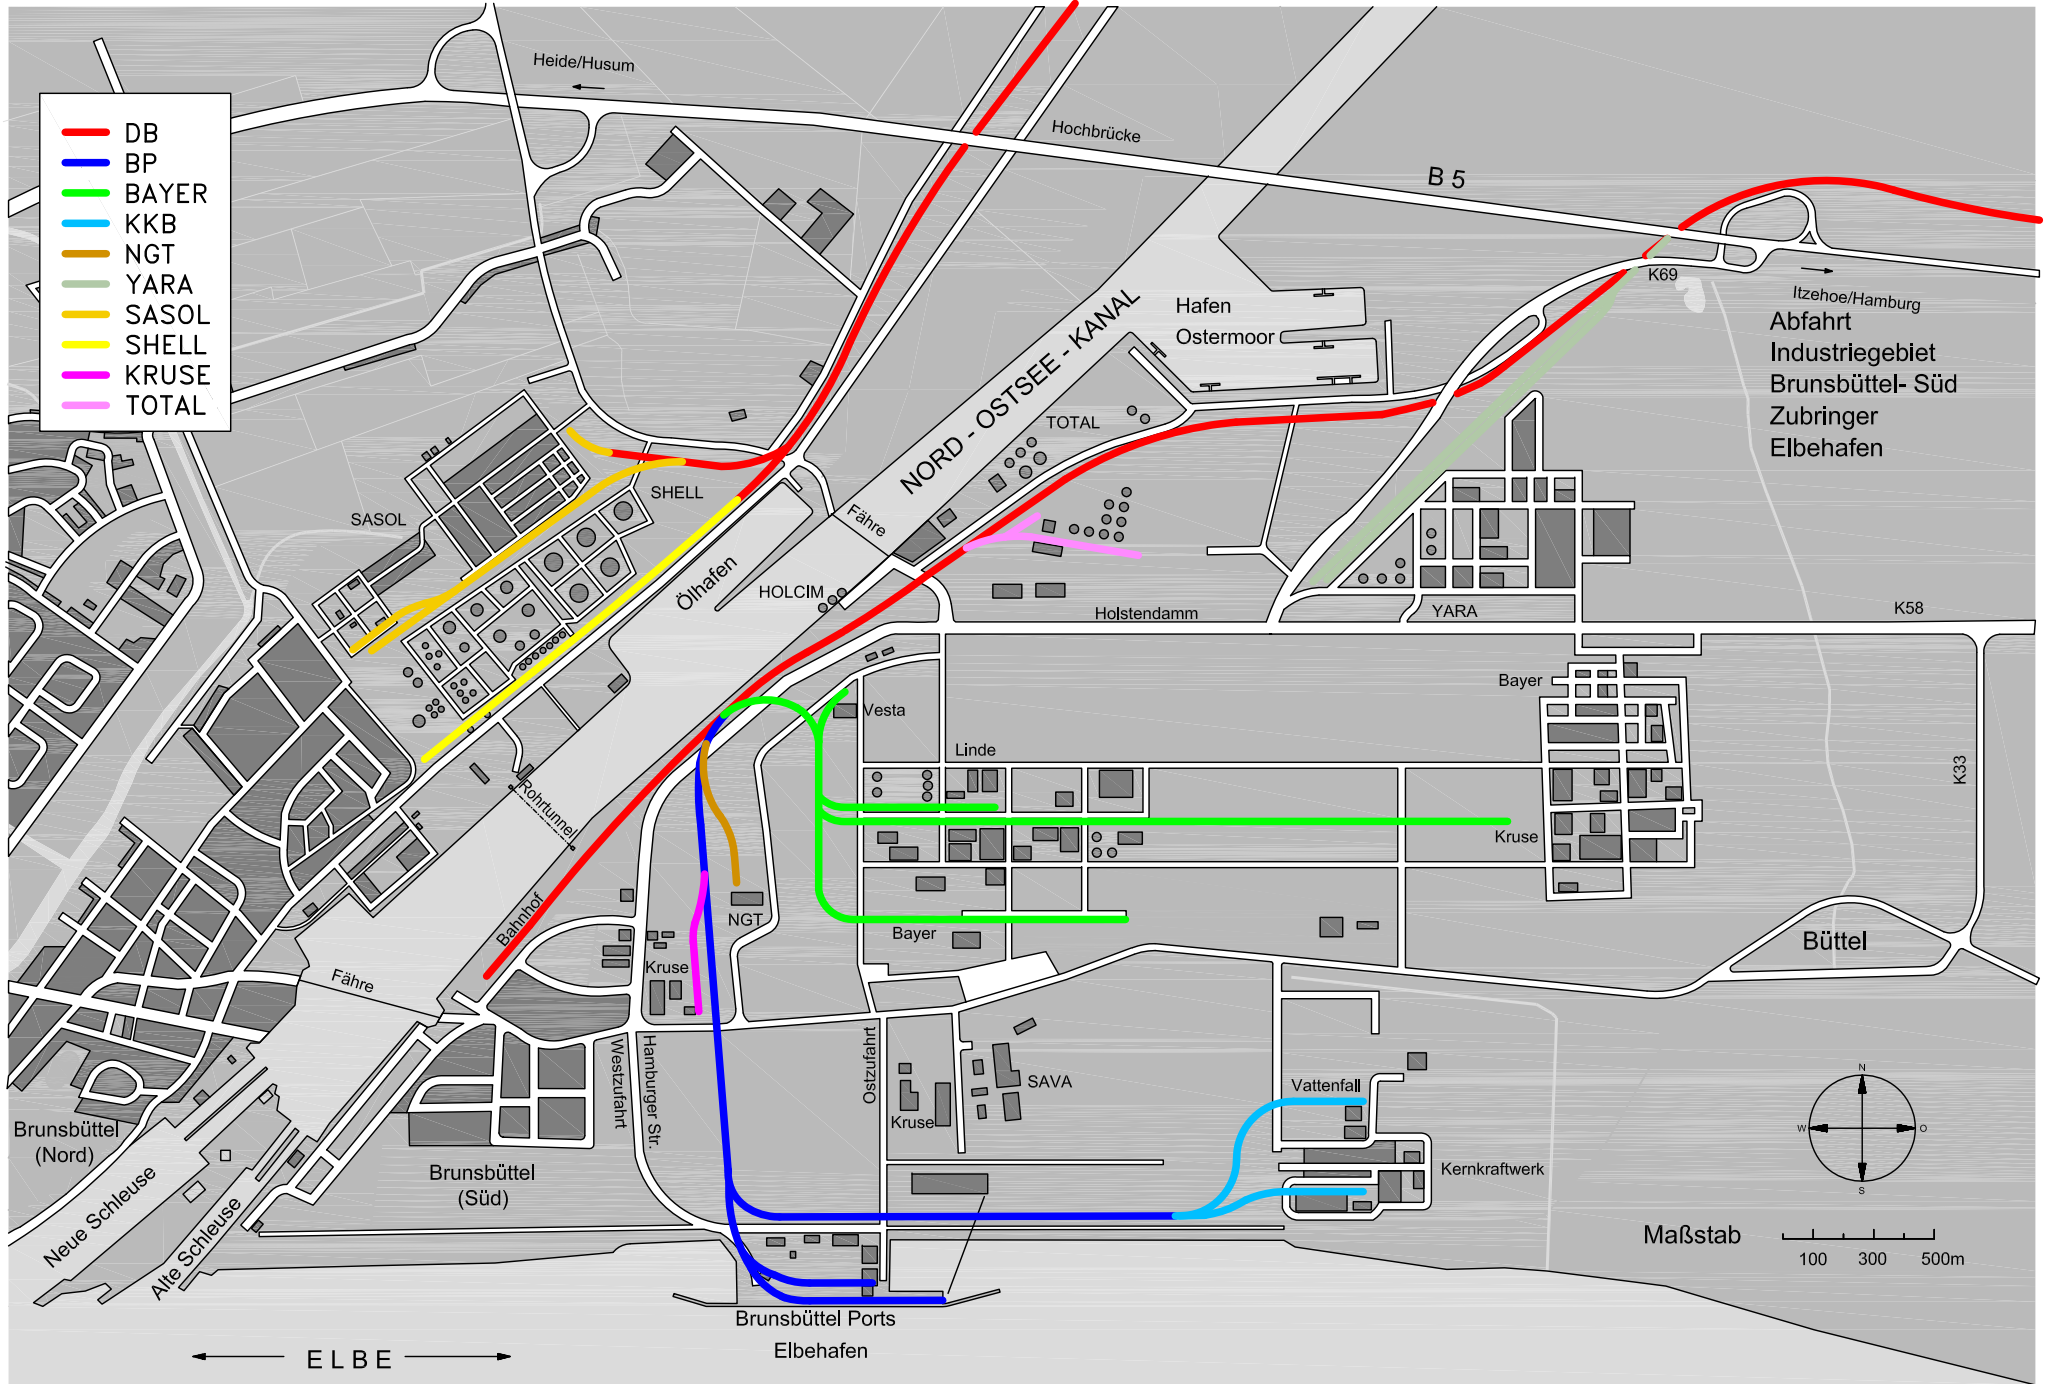 DB
BP
BAYER
KKB
NGT
YARA
SASOL
SHELL
KRUSE
TOTAL
Heide/Husum
Hochbrücke
B 5
K69
Itzehoe/Hamburg
Abfahrt
Industriegebiet
Brunsbüttel- Süd
Zubringer
Elbehafen
Hafen
Ostermoor
NORD - OSTSEE - KANAL
TOTAL
SHELL
SASOL
Fähre
Ölhafen
HOLCIM
Holstendamm
YARA
K58
Bayer
Vesta
Linde
K33
Rohrtunnel
Kruse
Bahnhof
NGT
Bayer
Büttel
Kruse
Fähre
Westzufahrt
Hamburger Str.
Ostzufahrt
SAVA
Kruse
Vattenfall
Kernkraftwerk
N
W
O
S
Brunsbüttel
(Nord)
Brunsbüttel
(Süd)
Neue Schleuse
Alte Schleuse
Maßstab
100 300 500m
Brunsbüttel Ports
Elbehafen
ELBE